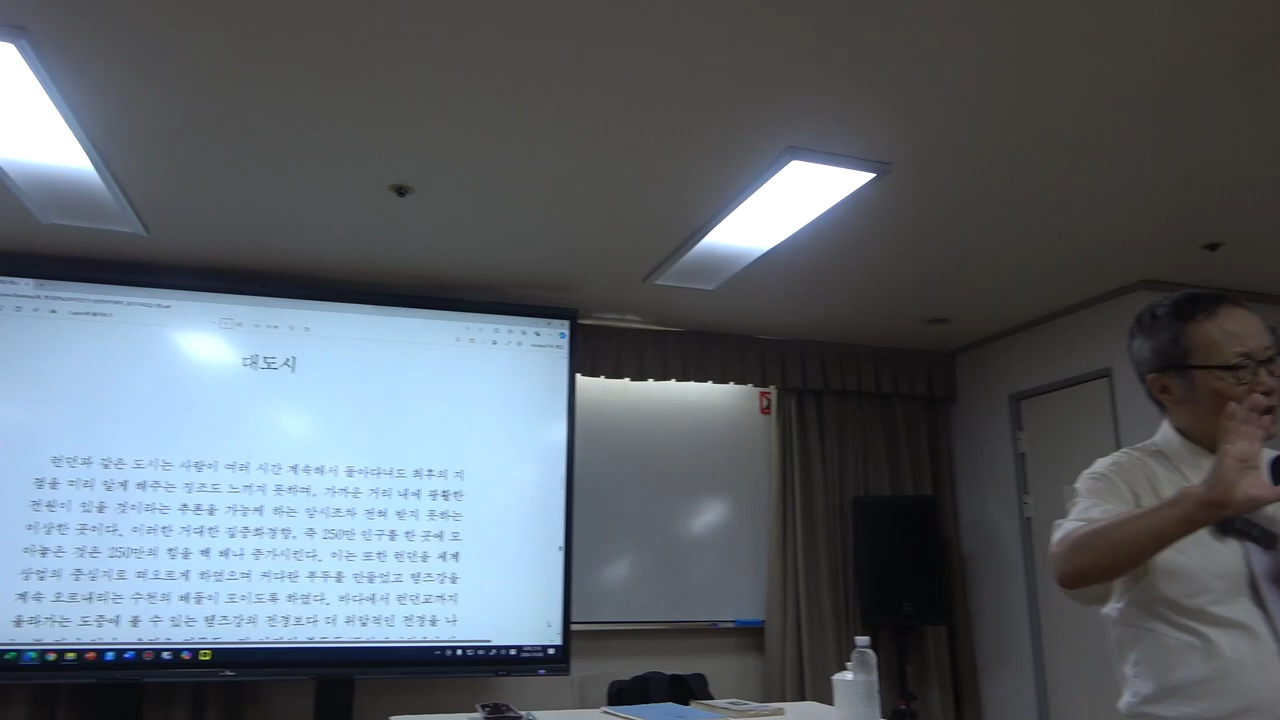 대도시
런던과 같은 도시는 사람이 여러 시간 계속해서 돌아다녀도 최후의 지
점을 미리 알게 해주는 징조도 느끼지 못하며, 가까운 거리 내에 광활한
전원이 있을 것이라는 추론을 가능케 하는 암시조차 전혀 받지 못하는
이상한 곳이다. 이러한 거대한 집중화경향, 즉 250만 인구를 한 곳에 모
아놓은 것은 250만의 힘을 백 배나 증가시킨다. 이는 또한 런던을 세계
상업의 중심지로 떠오르게 하였으며 커다란 부두를 만들었고 템즈강을
계속 오르내리는 수천의 배들이 모이도록 하였다. 바다에서 런던교까지
올라가는 도중에 볼 수 있는 템즈강의 전경보다 더 위압적인 전경을 나